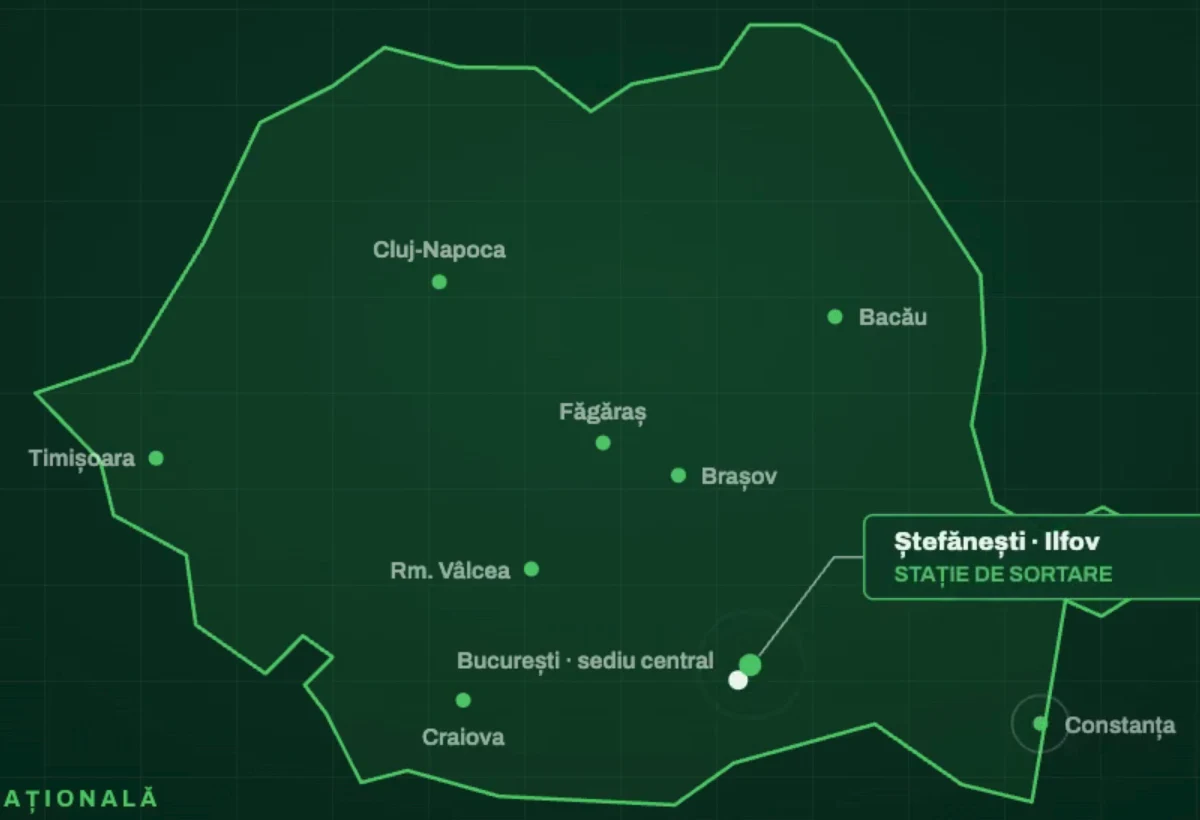 Cluj-Napoca
Bacău
Făgăraș
Timișoara
Brașov
Ștefănești · Ilfov
STAȚIE DE SORTARE
Rm. Vâlcea
București · sediu central
Constanța
Craiova
AȚIONALĂ